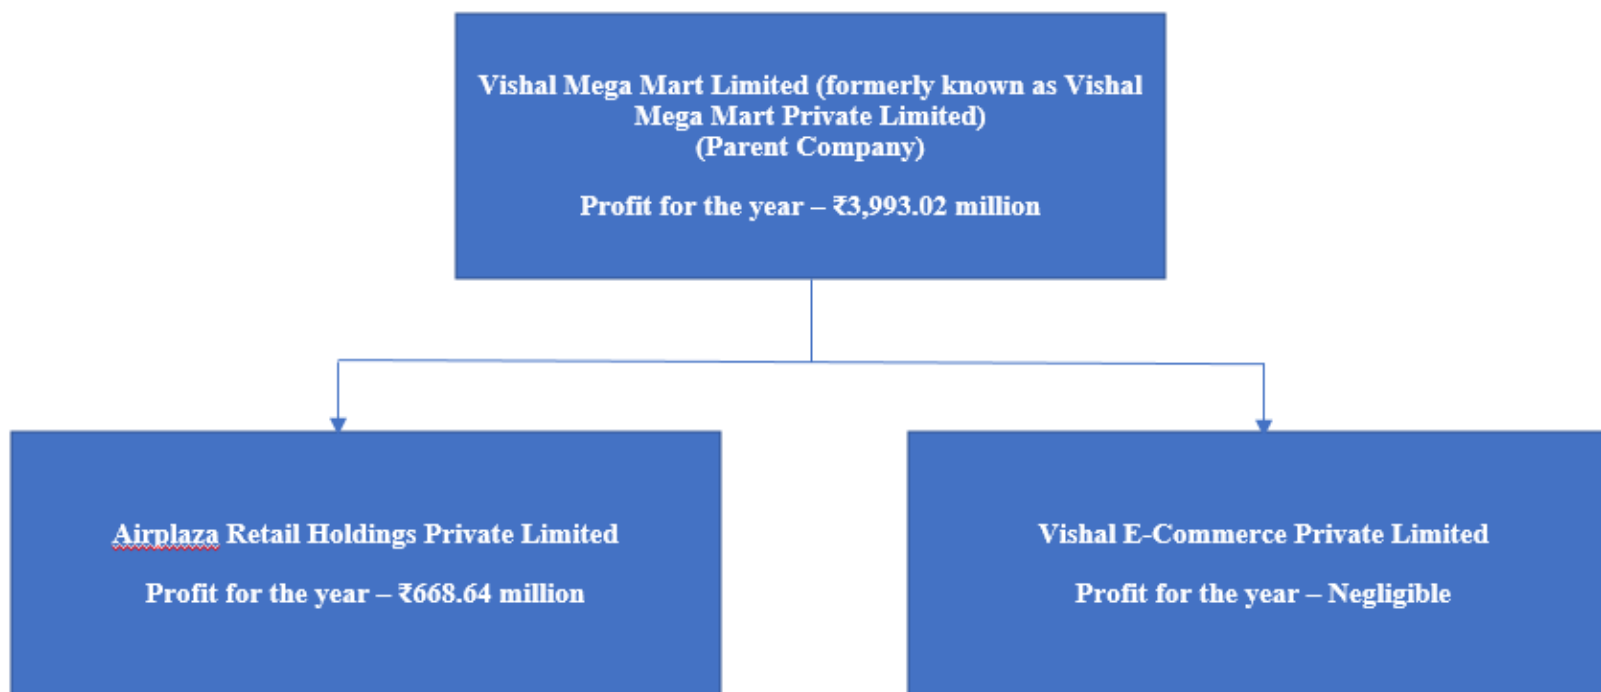 Vishal Mega Mart Limited (formerly known as Vishal
Mega Mart Private Limited)
(Parent Company)
Profit for the year – ₹3,993.02 million
Airplaza Retail Holdings Private Limited
Profit for the year – ₹668.64 million
Vishal E-Commerce Private Limited
Profit for the year – Negligible